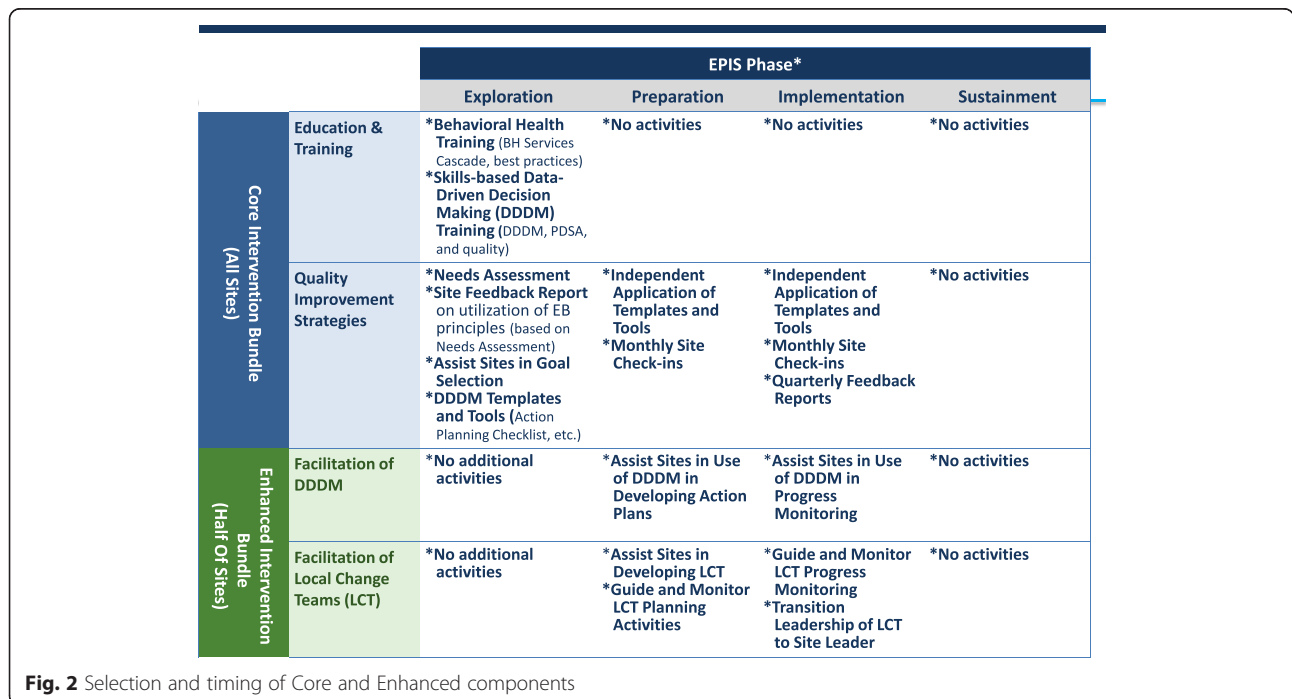 EPIS Phase*
Exploration
Preparation
Implementation
Sustainment
Core Intervention Bundle
(All Sites)
Education &
Training
*Behavioral Health
Training (BH Services
Cascade, best practices)
*Skills-based Data-
Driven Decision
Making (DDDM)
Training (DDDM, PDSA,
and quality)
*No activities
*No activities
*No activities
Quality
Improvement
Strategies
*Needs Assessment
*Site Feedback Report
on utilization of EB
principles (based on
Needs Assessment)
*Assist Sites in Goal
Selection
*DDDM Templates
and Tools (Action
Planning Checklist, etc.)
*Independent
Application of
Templates and
Tools
*Monthly Site
Check-ins
*Independent
Application of
Templates and
Tools
*Monthly Site
Check-ins
*Quarterly Feedback
Reports
*No activities
Enhanced Intervention
Bundle
(Half Of Sites)
Facilitation of
DDDM
*No additional
activities
*Assist Sites in Use
of DDDM in
Developing Action
Plans
*Assist Sites in Use
of DDDM in
Progress
Monitoring
*No activities
Facilitation of
Local Change
Teams (LCT)
*No additional
activities
*Assist Sites in
Developing LCT
*Guide and Monitor
LCT Planning
Activities
*Guide and Monitor
LCT Progress
Monitoring
*Transition
Leadership of LCT
to Site Leader
*No activities
Fig. 2 Selection and timing of Core and Enhanced components